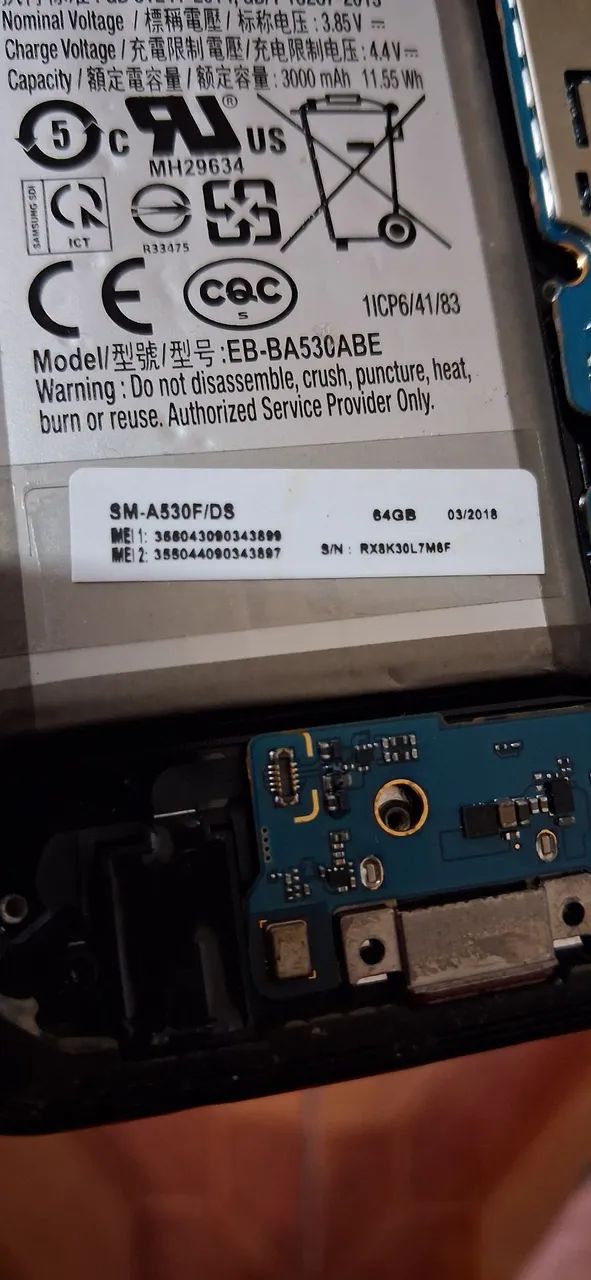 Nominal Voltage / 標稱電壓 / 标称电压 : 3.85V ⎓
Charge Voltage / 充電限制電壓/充电限制电压 : 4.4V⎓
Capacity / 額定電容量 / 额定容量 : 3000 mAh 11.55 Wh
5 C RU ® US
MH29634
SAMSUNG SDI
ICT
R33475
CE CQC
S
1ICP6/41/83
Model/型號/型号 :EB-BA530ABE
Warning : Do not disassemble, crush, puncture, heat,
burn or reuse. Authorized Service Provider Only.
SM-A530F/DS 64GB 03/2018
IMEI 1:
IMEI 2: 355044090343897 S/N : RX8K30L7M8F